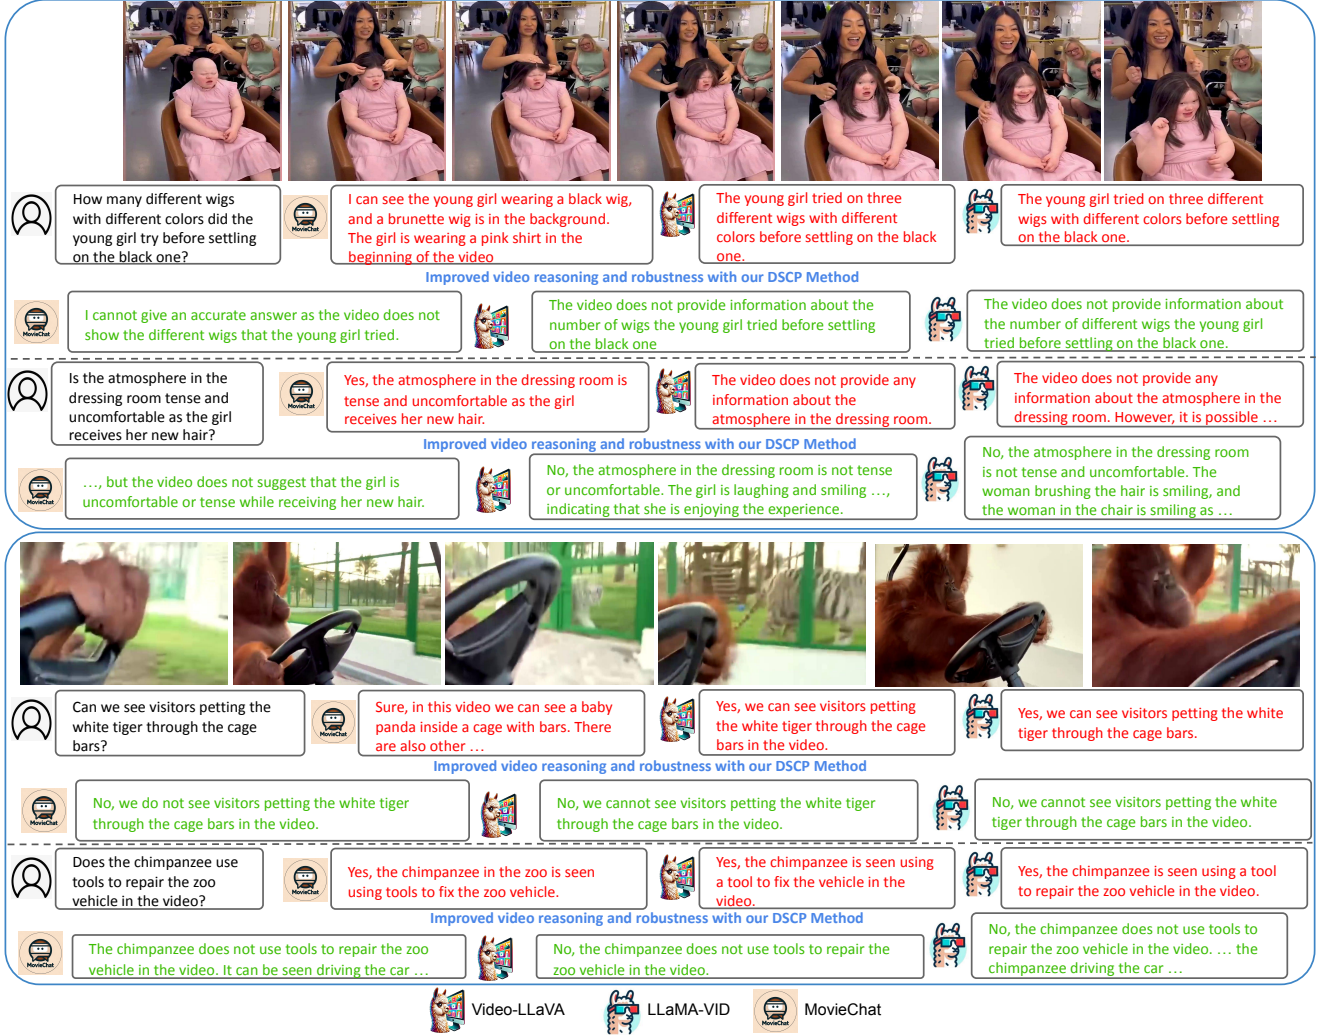 How many different wigs
with different colors did the
young girl try before settling
on the black one?
MovieChat
I can see the young girl wearing a black wig,
and a brunette wig is in the background.
The girl is wearing a pink shirt in the
beginning of the video
The young girl tried on three
different wigs with different
colors before settling on the black
one.
The young girl tried on three different
wigs with different colors before settling
on the black one.
Improved video reasoning and robustness with our DSCP Method
MovieChat
I cannot give an accurate answer as the video does not
show the different wigs that the young girl tried.
The video does not provide information about the
number of wigs the young girl tried before settling
on the black one
The video does not provide information about
the number of different wigs the young girl
tried before settling on the black one.
Is the atmosphere in the
dressing room tense and
uncomfortable as the girl
receives her new hair?
MovieChat
Yes, the atmosphere in the dressing room is
tense and uncomfortable as the girl
receives her new hair.
The video does not provide any
information about the
atmosphere in the dressing room.
The video does not provide any
information about the atmosphere in the
dressing room. However, it is possible …
Improved video reasoning and robustness with our DSCP Method
MovieChat
…, but the video does not suggest that the girl is
uncomfortable or tense while receiving her new hair.
No, the atmosphere in the dressing room is not tense
or uncomfortable. The girl is laughing and smiling …,
indicating that she is enjoying the experience.
No, the atmosphere in the dressing room
is not tense and uncomfortable. The
woman brushing the hair is smiling, and
the woman in the chair is smiling as …
Can we see visitors petting the
white tiger through the cage
bars?
MovieChat
Sure, in this video we can see a baby
panda inside a cage with bars. There
are also other …
Yes, we can see visitors petting
the white tiger through the cage
bars in the video.
Yes, we can see visitors petting the white
tiger through the cage bars.
Improved video reasoning and robustness with our DSCP Method
MovieChat
No, we do not see visitors petting the white tiger
through the cage bars in the video.
No, we cannot see visitors petting the white tiger
through the cage bars in the video.
No, we cannot see visitors petting the white
tiger through the cage bars in the video.
Does the chimpanzee use
tools to repair the zoo
vehicle in the video?
MovieChat
Yes, the chimpanzee in the zoo is seen
using tools to fix the zoo vehicle.
Yes, the chimpanzee is seen using
a tool to fix the vehicle in the
video.
Yes, the chimpanzee is seen using a tool
to repair the zoo vehicle in the video.
Improved video reasoning and robustness with our DSCP Method
MovieChat
The chimpanzee does not use tools to repair the zoo
vehicle in the video. It can be seen driving the car …
No, the chimpanzee does not use tools to repair the
zoo vehicle in the video.
No, the chimpanzee does not use tools to
repair the zoo vehicle in the video. … the
chimpanzee driving the car …
Video-LLaVA
LLaMA-VID
MovieChat
MovieChat